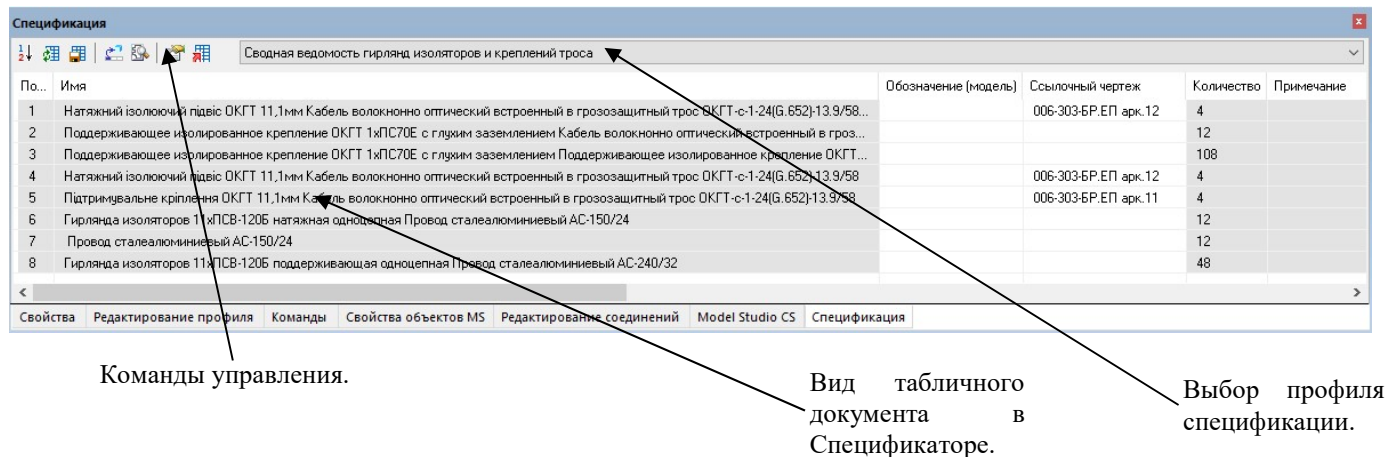 Спецификация
Сводная ведомость гирлянд изоляторов и креплений троса
По... Имя Обозначение (модель) Ссылочный чертеж Количество Примечание
1 Натяжний ізолюючий підвіс ОКГТ 11,1мм Кабель волокнонно оптический встроенный в грозозащитный трос ОКГТ-с-1-24(G.652)-13.9/58... 006-303-БР.ЕП арк.12 4
2 Поддерживающее изолированное крепление ОКГТ 1хПС70Е с глухим заземлением Кабель волокнонно оптический встроенный в гроз... 12
3 Поддерживающее изолированное крепление ОКГТ 1хПС70Е с глухим заземлением Поддерживающее изолированное крепление ОКГТ... 108
4 Натяжний ізолюючий підвіс ОКГТ 11,1мм Кабель волокнонно оптический встроенный в грозозащитный трос ОКГТ-с-1-24(G.652)-13.9/58 006-303-БР.ЕП арк.12 4
5 Підтримувальне кріплення ОКГТ 11,1мм Кабель волокнонно оптический встроенный в грозозащитный трос ОКГТ-с-1-24(G.652)-13.9/58 006-303-БР.ЕП арк.11 4
6 Гирлянда изоляторов 11хПСВ-120Б натяжная одноцепная Провод сталеалюминиевый АС-150/24 12
7 Провод сталеалюминиевый АС-150/24 12
8 Гирлянда изоляторов 11хПСВ-120Б поддерживающая одноцепная Провод сталеалюминиевый АС-240/32 48
Свойства Редактирование профиля Команды Свойства объектов MS Редактирование соединений Model Studio CS Спецификация
Команды управления.
Вид табличного
документа в
Спецификаторе.
Выбор профиля
спецификации.